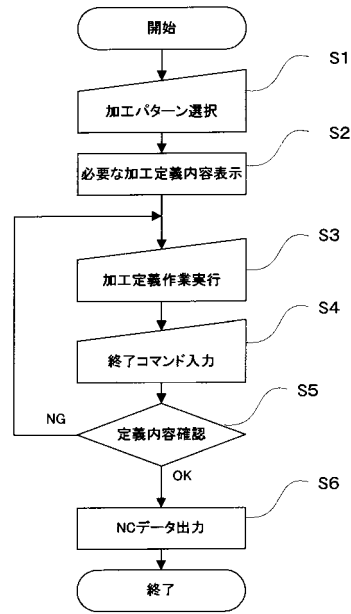 開始
S1
加工パターン選択
S2
必要な加工定義内容表示
S3
加工定義作業実行
S4
終了コマンド入力
S5
定義内容確認
NG
OK
S6
NCデータ出力
終了